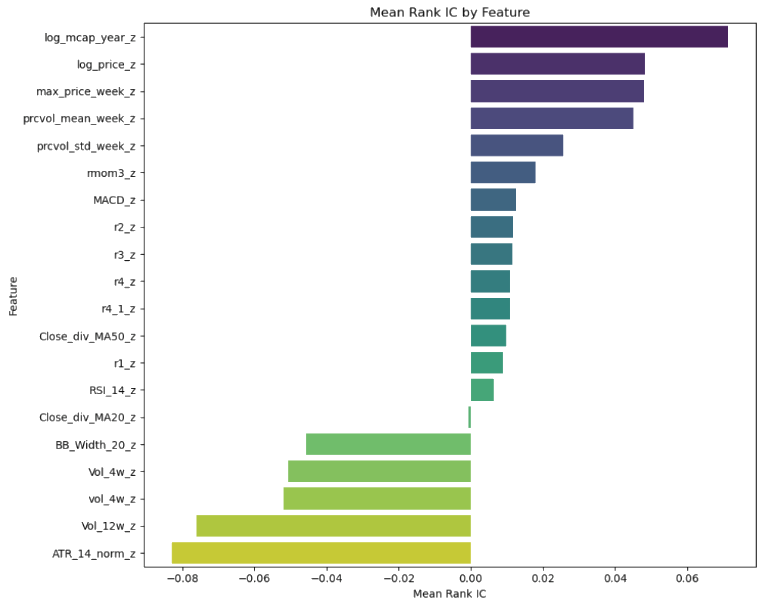 Mean Rank IC by Feature
log_mcap_year_z
log_price_z
max_price_week_z
prcvol_mean_week_z
prcvol_std_week_z
rmom3_z
MACD_z
r2_z
r3_z
r4_z
r4_1_z
Close_div_MA50_z
r1_z
RSI_14_z
Close_div_MA20_z
BB_Width_20_z
Vol_4w_z
vol_4w_z
Vol_12w_z
ATR_14_norm_z
Feature
−0.08 −0.06 −0.04 −0.02 0.00 0.02 0.04 0.06
Mean Rank IC